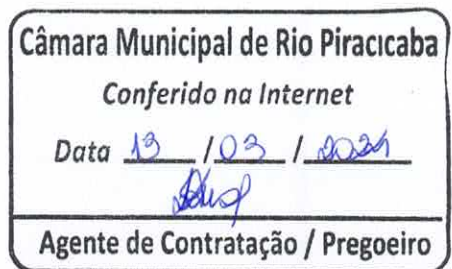 Câmara Municipal de Rio Piracicaba
Conferido na Internet
Data 13 / 03 / 2024
Agente de Contratação / Pregoeiro